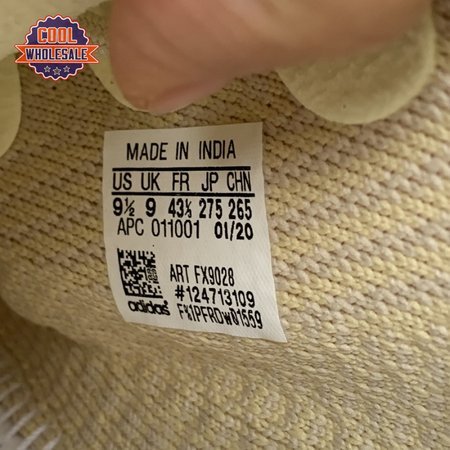 COOL
WHOLESALE
MADE IN INDIA
US UK FR JP CHN
9½ 9 43⅓ 275 265
APC 011001 01/20
ART FX9028
#124713109
adidas F%1PFRDW01559